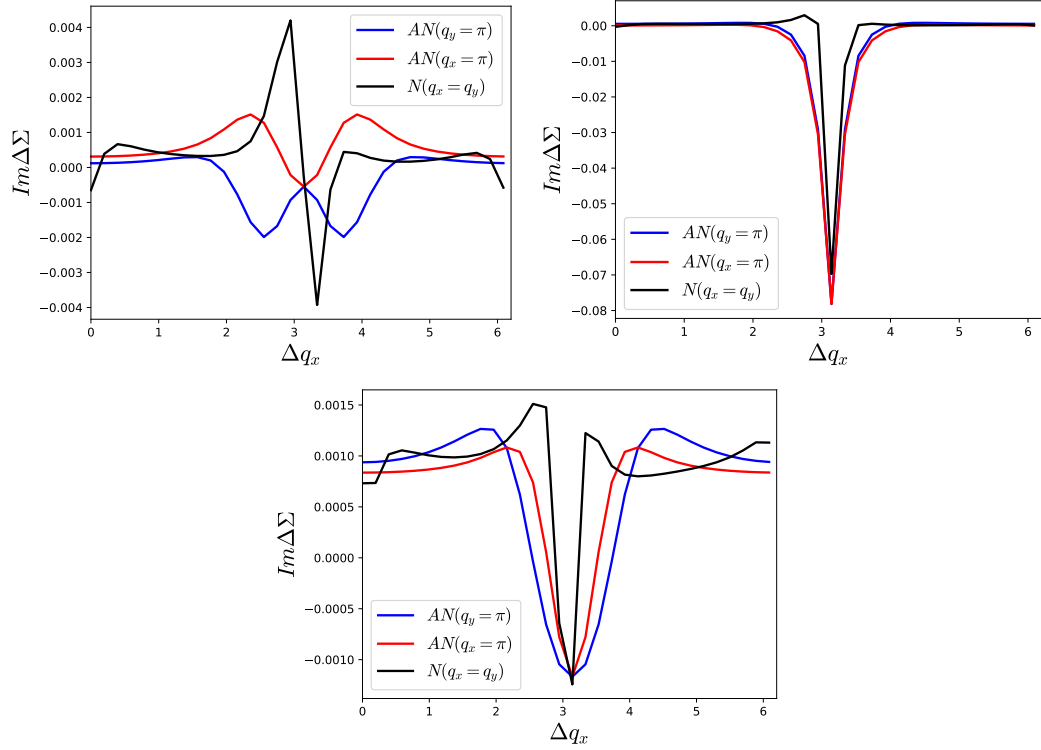 0.004
0.003
0.002
0.001
0.000
−0.001
−0.002
−0.003
−0.004
ImΔΣ
0 1 2 3 4 5 6
Δq_x
AN(q_y = π)
AN(q_x = π)
N(q_x = q_y)
0.00
−0.01
−0.02
−0.03
−0.04
−0.05
−0.06
−0.07
−0.08
ImΔΣ
0 1 2 3 4 5 6
Δq_x
AN(q_y = π)
AN(q_x = π)
N(q_x = q_y)
0.0015
0.0010
0.0005
0.0000
−0.0005
−0.0010
ImΔΣ
0 1 2 3 4 5 6
Δq_x
AN(q_y = π)
AN(q_x = π)
N(q_x = q_y)